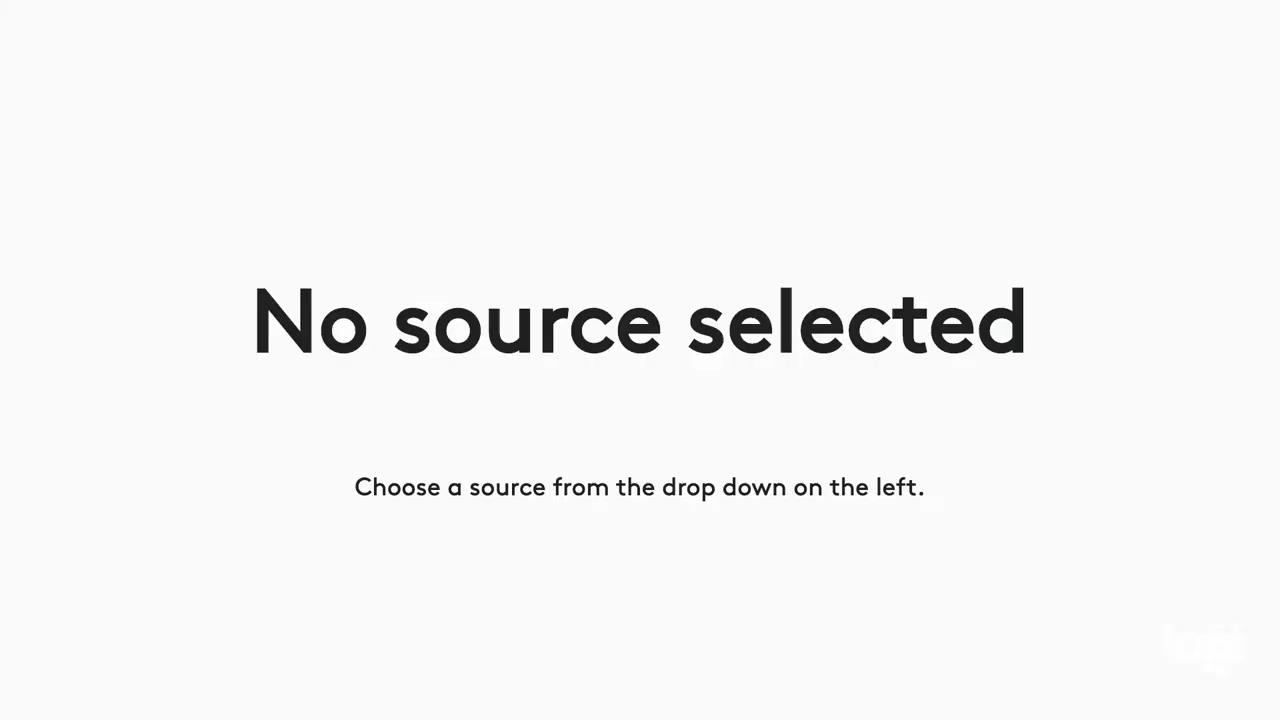 No source selected
Choose a source from the drop down on the left.